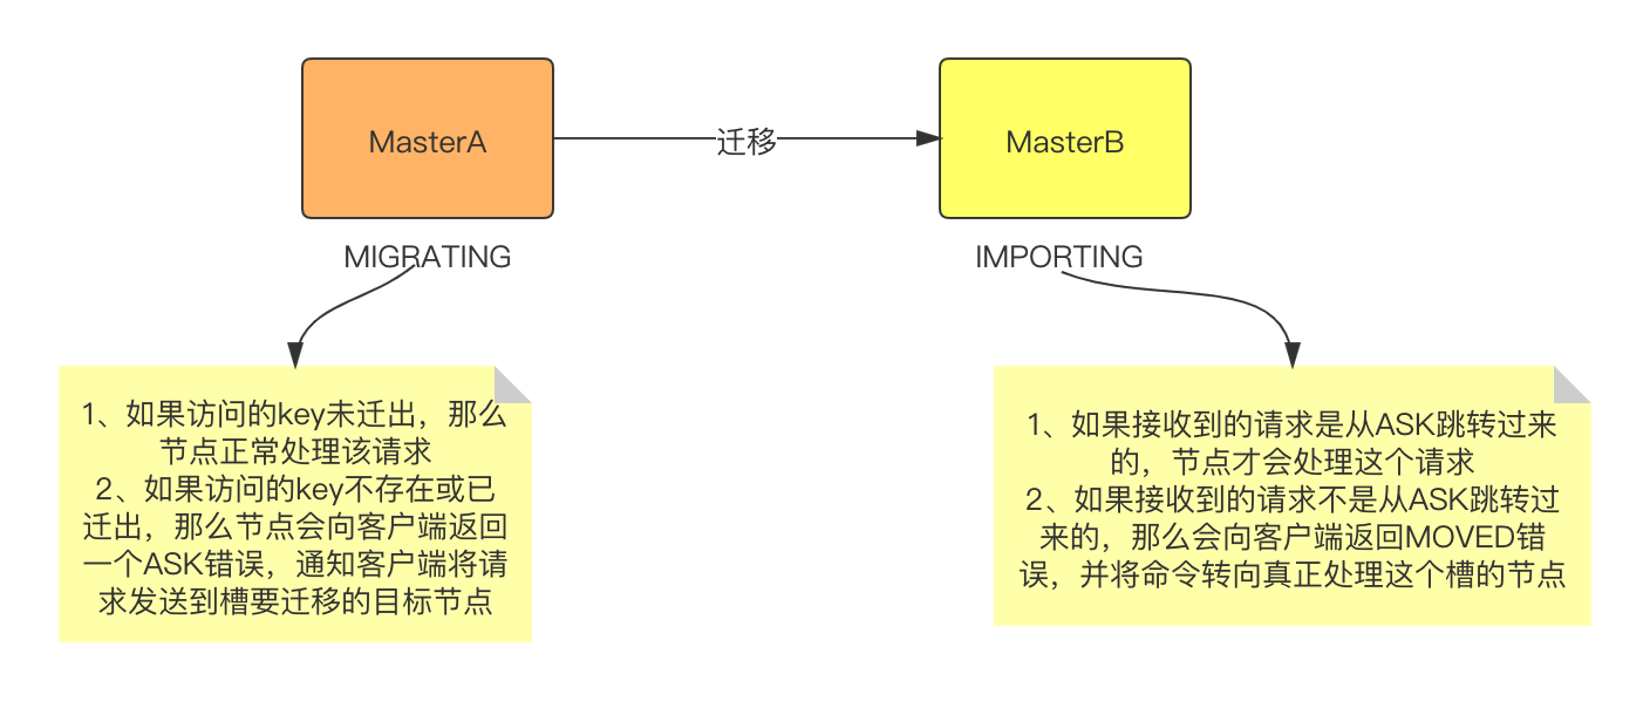 MasterA
迁移
MasterB
MIGRATING
IMPORTING
1、如果访问的key未迁出，那么
节点正常处理该请求
2、如果访问的key不存在或已
迁出，那么节点会向客户端返回
一个ASK错误，通知客户端将请
求发送到槽要迁移的目标节点
1、如果接收到的请求是从ASK跳转过来
的，节点才会处理这个请求
2、如果接收到的请求不是从ASK跳转过
来的，那么会向客户端返回MOVED错
误，并将命令转向真正处理这个槽的节点